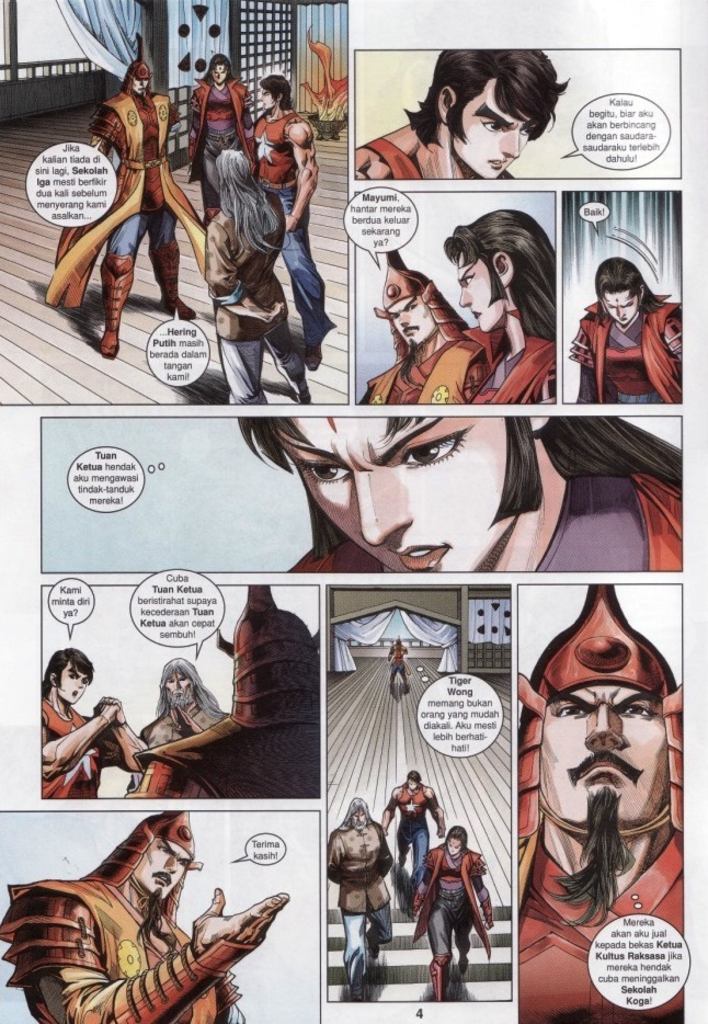 Jika
kalian tiada di
sini lagi, Sekolah
Iga mesti berfikir
dua kali sebelum
menyerang kami
asalkan...
...Hering
Putih masih
berada dalam
tangan
kami!
Kalau
begitu, biar aku
akan berbincang
dengan saudara-
saudaraku terlebih
dahulu!
Mayumi,
hantar mereka
berdua keluar
sekarang
ya?
Baik!
Tuan
Ketua hendak
aku mengawasi
tindak-tanduk
mereka!
Kami
minta diri
ya?
Cuba
Tuan Ketua
beristirahat supaya
kecederaan Tuan
Ketua akan cepat
sembuh!
Tiger
Wong
memang bukan
orang yang mudah
diakali. Aku mesti
lebih berhati-
hati!
Terima
kasih!
Mereka
akan aku jual
kepada bekas Ketua
Kultus Raksasa jika
mereka hendak
cuba meninggalkan
Sekolah
Koga!
4